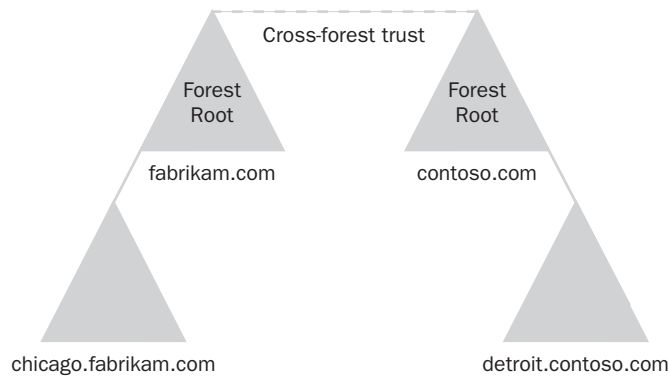 Cross-forest trust
Forest
Root
Forest
Root
fabrikam.com
contoso.com
chicago.fabrikam.com
detroit.contoso.com